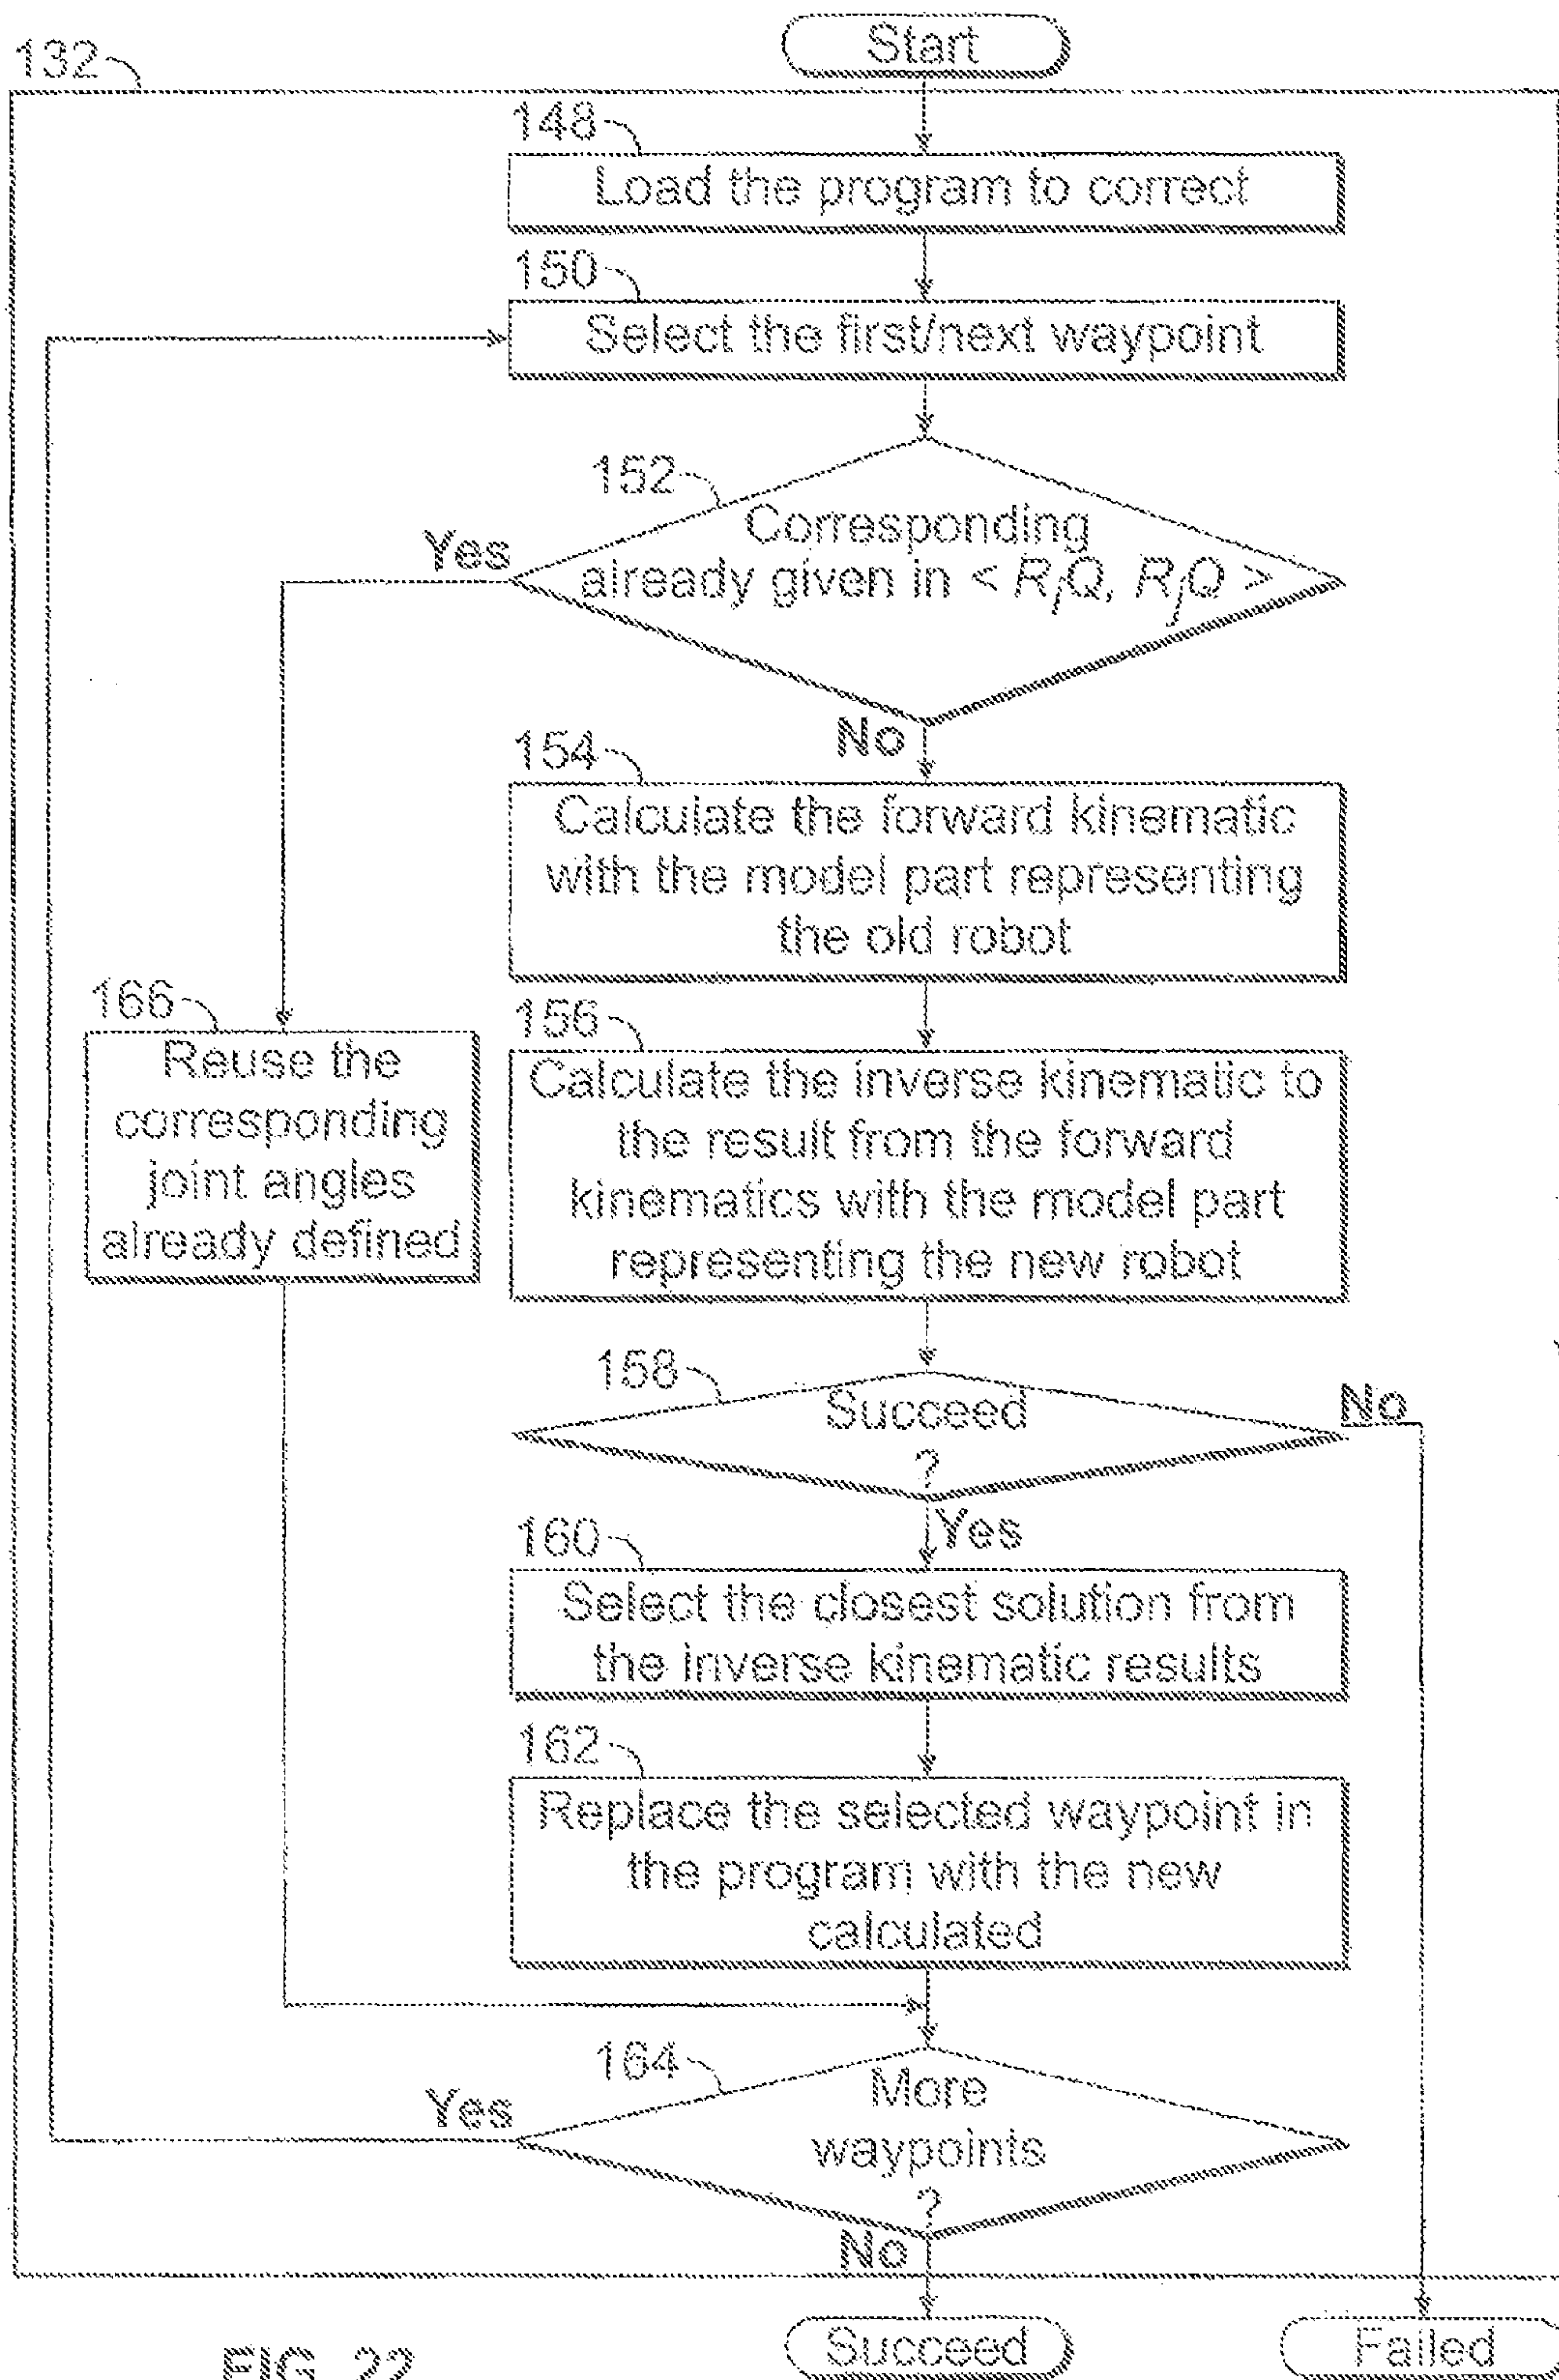 Start
132
148
Load the program to correct
150
Select the first/next waypoint
152
Corresponding
already given in < RiQ, RjQ >
Yes
No
154
Calculate the forward kinematic
with the model part representing
the old robot
166
Reuse the
corresponding
joint angles
already defined
156
Calculate the inverse kinematic to
the result from the forward
kinematics with the model part
representing the new robot
158
Succeed
?
No
Yes
160
Select the closest solution from
the inverse kinematic results
162
Replace the selected waypoint in
the program with the new
calculated
164
More
waypoints
?
Yes
No
Succeed
Failed
FIG. 22